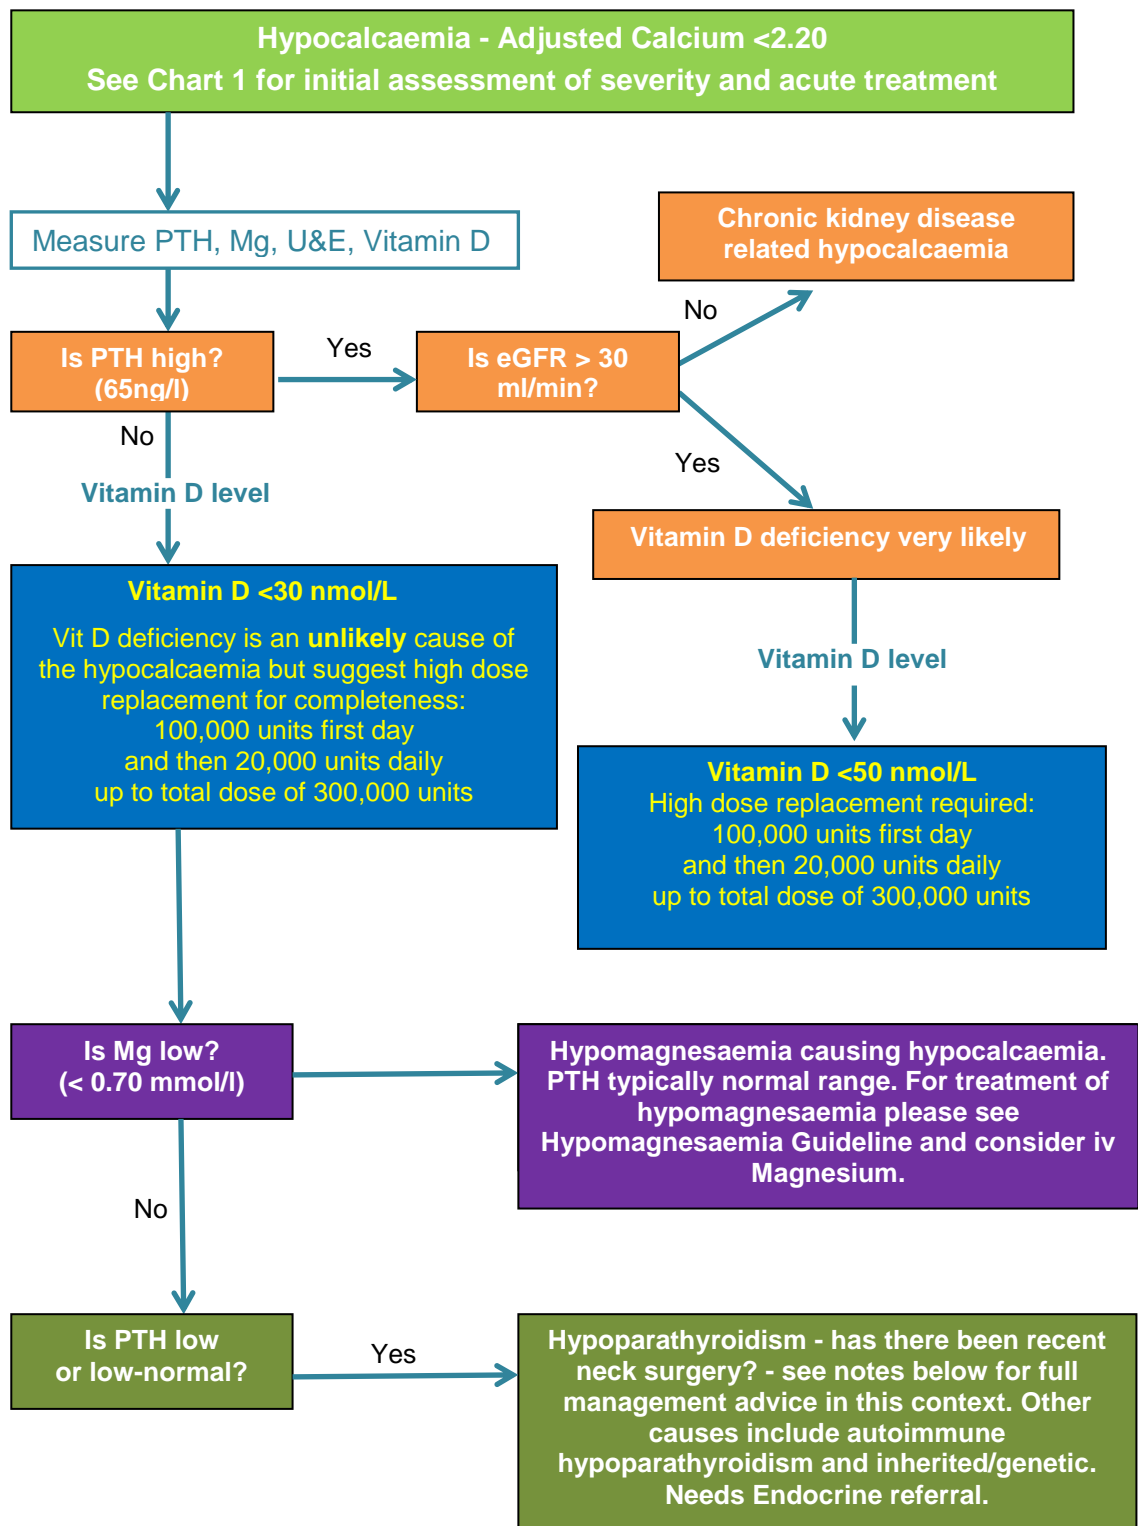 Hypocalcaemia - Adjusted Calcium <2.20
See Chart 1 for initial assessment of severity and acute treatment
Measure PTH, Mg, U&E, Vitamin D
Chronic kidney disease
related hypocalcaemia
No
Is PTH high?
(65ng/l)
Yes
Is eGFR > 30
ml/min?
No
Yes
Vitamin D level
Vitamin D deficiency very likely
Vitamin D <30 nmol/L
Vit D deficiency is an unlikely cause of
the hypocalcaemia but suggest high dose
replacement for completeness:
100,000 units first day
and then 20,000 units daily
up to total dose of 300,000 units
Vitamin D level
Vitamin D <50 nmol/L
High dose replacement required:
100,000 units first day
and then 20,000 units daily
up to total dose of 300,000 units
Is Mg low?
(< 0.70 mmol/l)
Hypomagnesaemia causing hypocalcaemia.
PTH typically normal range. For treatment of
hypomagnesaemia please see
Hypomagnesaemia Guideline and consider iv
Magnesium.
No
Is PTH low
or low-normal?
Yes
Hypoparathyroidism - has there been recent
neck surgery? - see notes below for full
management advice in this context. Other
causes include autoimmune
hypoparathyroidism and inherited/genetic.
Needs Endocrine referral.